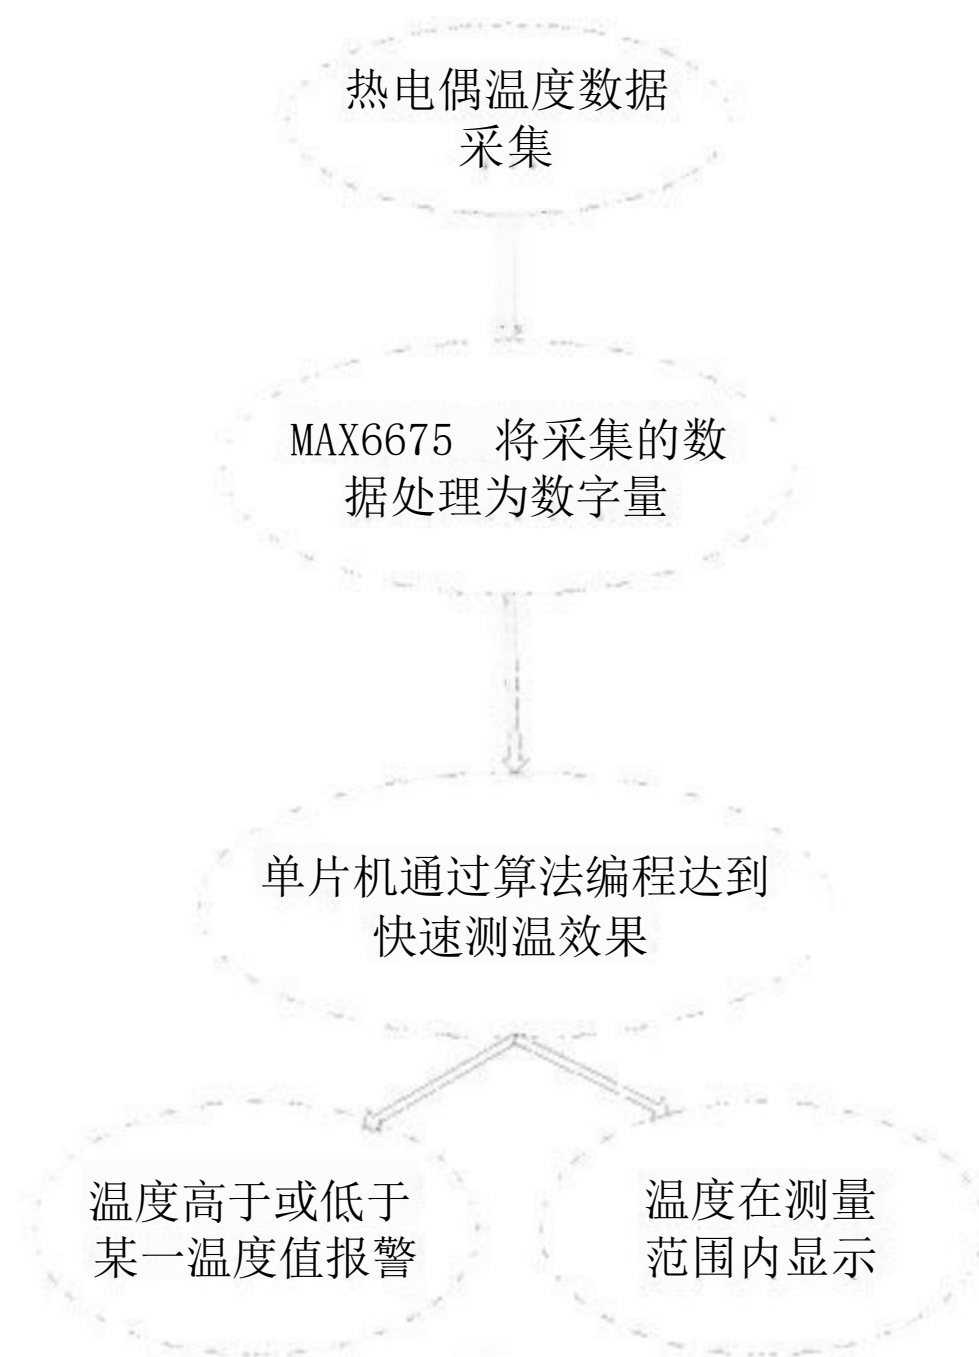 热电偶温度数据
采集
MAX6675 将采集的数
据处理为数字量
单片机通过算法编程达到
快速测温效果
温度高于或低于
某一温度值报警
温度在测量
范围内显示